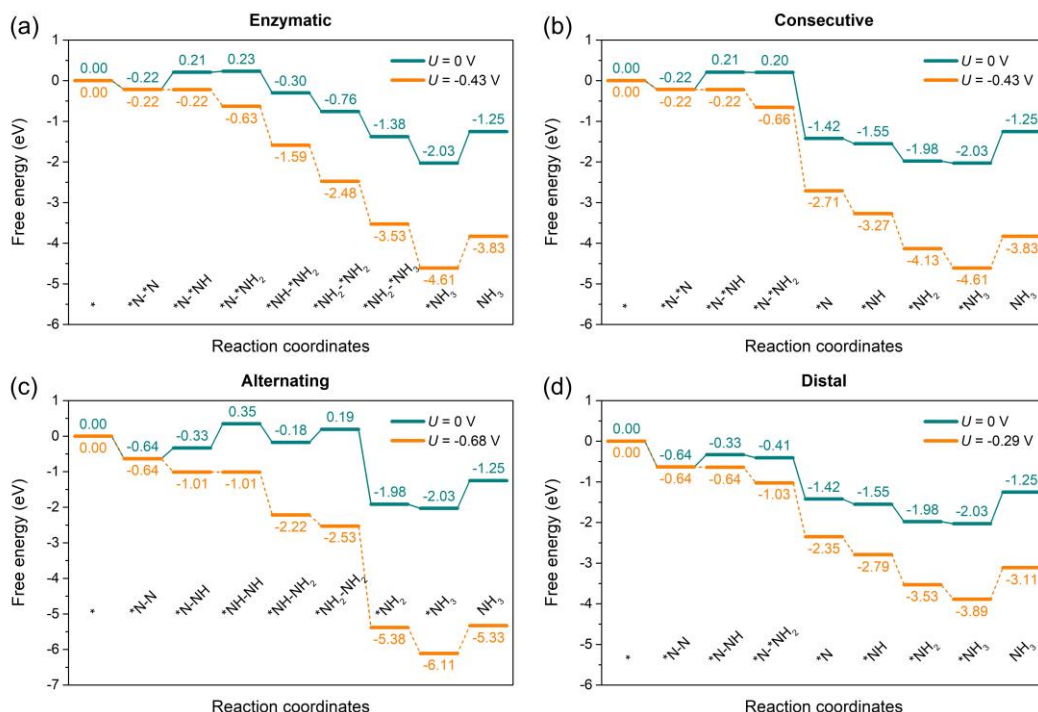 (a)
Enzymatic
Free energy (eV)
1
0
-1
-2
-3
-4
-5
-6
U = 0 V
U = -0.43 V
0.00
-0.22
0.21
0.23
-0.30
-0.76
-1.38
-2.03
-1.25
0.00
-0.22
-0.22
-0.63
-1.59
-2.48
-3.53
-4.61
-3.83
*
*N-*N
*N-*NH
*N-*NH₂
*NH-*NH₂
*NH₂-*NH₂
*NH₂-*NH₃
*NH₃
NH₃
Reaction coordinates
(b)
Consecutive
Free energy (eV)
1
0
-1
-2
-3
-4
-5
-6
U = 0 V
U = -0.43 V
0.00
-0.22
0.21
0.20
-1.42
-1.55
-1.98
-2.03
-1.25
0.00
-0.22
-0.22
-0.66
-2.71
-3.27
-4.13
-4.61
-3.83
*
*N-*N
*N-*NH
*N-*NH₂
*N
*NH
*NH₂
*NH₃
NH₃
Reaction coordinates
(c)
Alternating
Free energy (eV)
1
0
-1
-2
-3
-4
-5
-6
-7
U = 0 V
U = -0.68 V
0.00
-0.64
-0.33
0.35
-0.18
0.19
-1.98
-2.03
-1.25
0.00
-0.64
-1.01
-1.01
-2.22
-2.53
-5.38
-6.11
-5.33
*
*N-N
*N-NH
*NH-NH
*NH-NH₂
*NH₂-NH₂
*NH₂
*NH₃
NH₃
Reaction coordinates
(d)
Distal
Free energy (eV)
1
0
-1
-2
-3
-4
-5
-6
U = 0 V
U = -0.29 V
0.00
-0.64
-0.33
-0.41
-1.42
-1.55
-1.98
-2.03
-1.25
0.00
-0.64
-0.64
-1.03
-2.35
-2.79
-3.53
-3.89
-3.11
*
*N-N
*N-NH
*N-*NH₂
*N
*NH
*NH₂
*NH₃
NH₃
Reaction coordinates